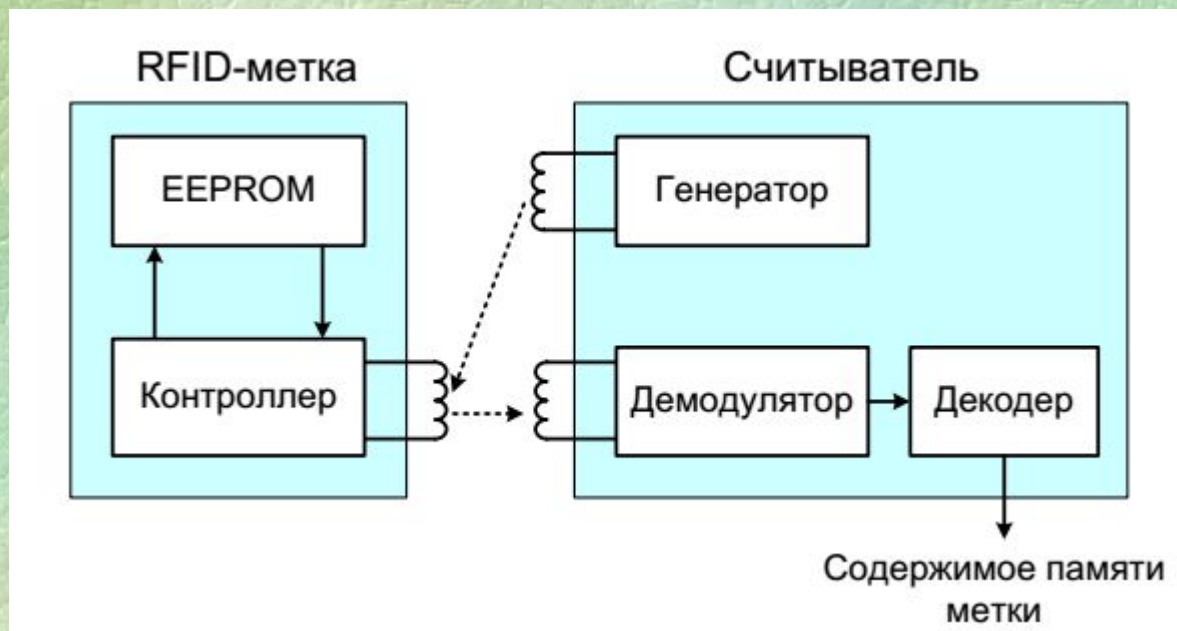 RFID-метка
Считыватель
EEPROM
Генератор
Контроллер
Демодулятор
Декодер
Содержимое памяти
метки